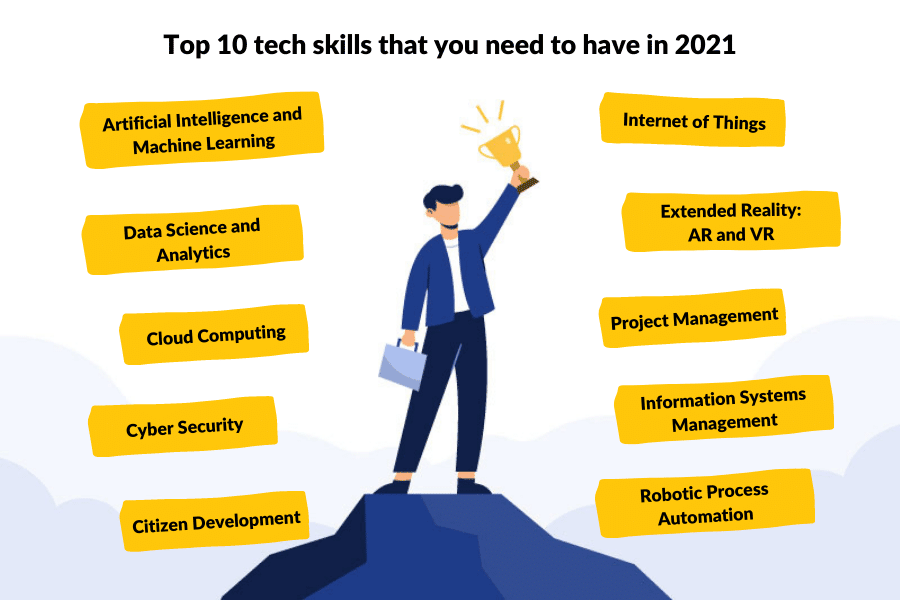 Top 10 tech skills that you need to have in 2021
Artificial Intelligence and
Machine Learning
Data Science and
Analytics
Cloud Computing
Cyber Security
Citizen Development
Internet of Things
Extended Reality:
AR and VR
Project Management
Information Systems
Management
Robotic Process
Automation